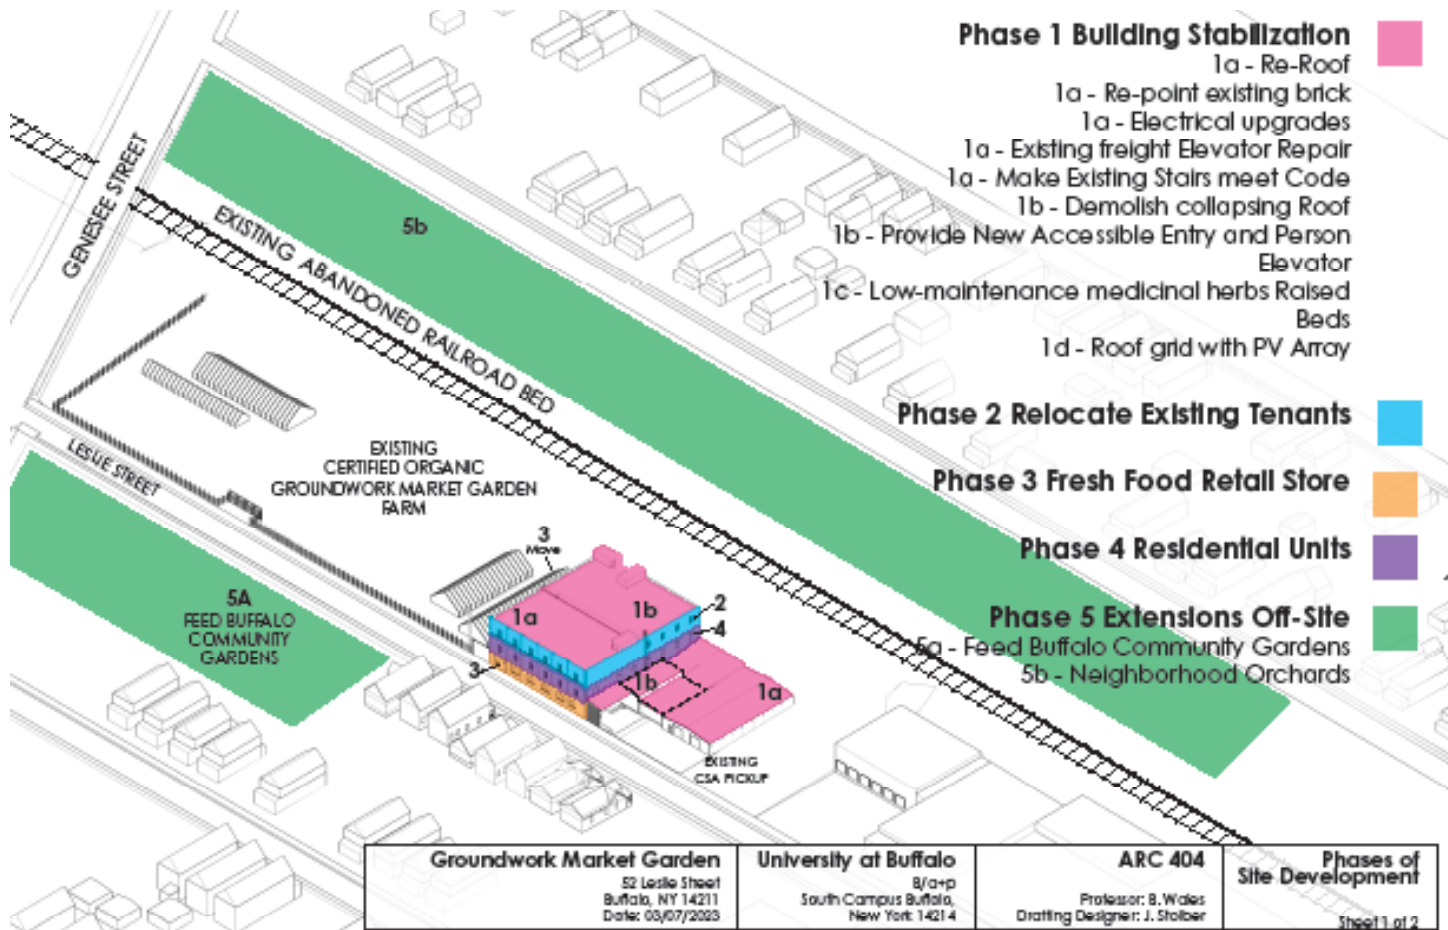 Phase 1 Building Stabilization
1a - Re-Roof
1a - Re-point existing brick
1a - Electrical upgrades
1a - Existing freight Elevator Repair
1a - Make Existing Stairs meet Code
1b - Demolish collapsing Roof
1b - Provide New Accessible Entry and Person
Elevator
1c - Low-maintenance medicinal herbs Raised
Beds
1d - Roof grid with PV Array
Phase 2 Relocate Existing Tenants
Phase 3 Fresh Food Retail Store
Phase 4 Residential Units
Phase 5 Extensions Off-Site
5a - Feed Buffalo Community Gardens
5b - Neighborhood Orchards
GENESEE STREET
5b
EXISTING ABANDONED RAILROAD BED
LESLIE STREET
EXISTING
CERTIFIED ORGANIC
GROUNDWORK MARKET GARDEN
FARM
5A
FEED BUFFALO
COMMUNITY
GARDENS
3
Move
1a
1b
2
4
3
1b
1a
EXISTING
CSA PICKUP
Groundwork Market Garden
52 Leslie Street
Buffalo, NY 14211
Date: 03/07/2023
University at Buffalo
B/a+p
South Campus Buffalo,
New York 14214
ARC 404
Professor: B. Wales
Drafting Designer: J. Stolber
Phases of
Site Development
Sheet 1 of 2